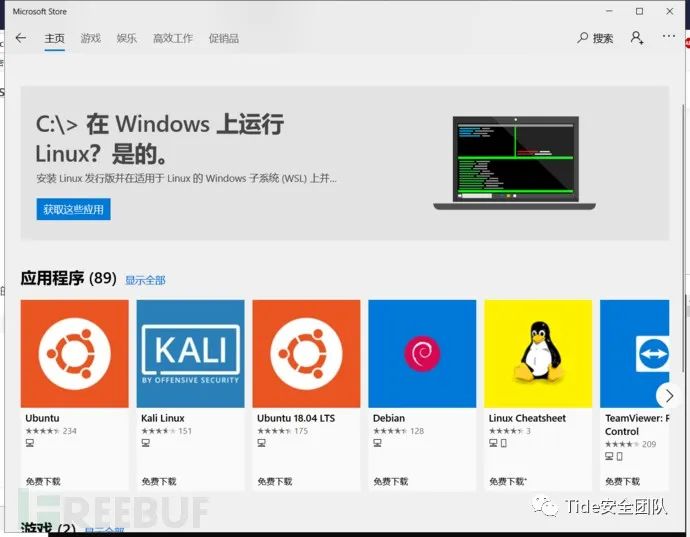 Microsoft Store
主页 游戏 娱乐 高效工作 促销品 搜索
C:\> 在 Windows 上运行
Linux? 是的。
安装 Linux 发行版并在适用于 Linux 的 Windows 子系统 (WSL) 上并...
获取这些应用
应用程序 (89) 显示全部
KALI
BY OFFENSIVE SECURITY
Ubuntu
234
免费下载
Kali Linux
151
免费下载
Ubuntu 18.04 LTS
175
免费下载
Debian
128
免费下载
Linux Cheatsheet
3
免费下载*
TeamViewer: R
Control
209
免费下载
游戏 (2) 显示全部
FREEBUF
Tide安全团队